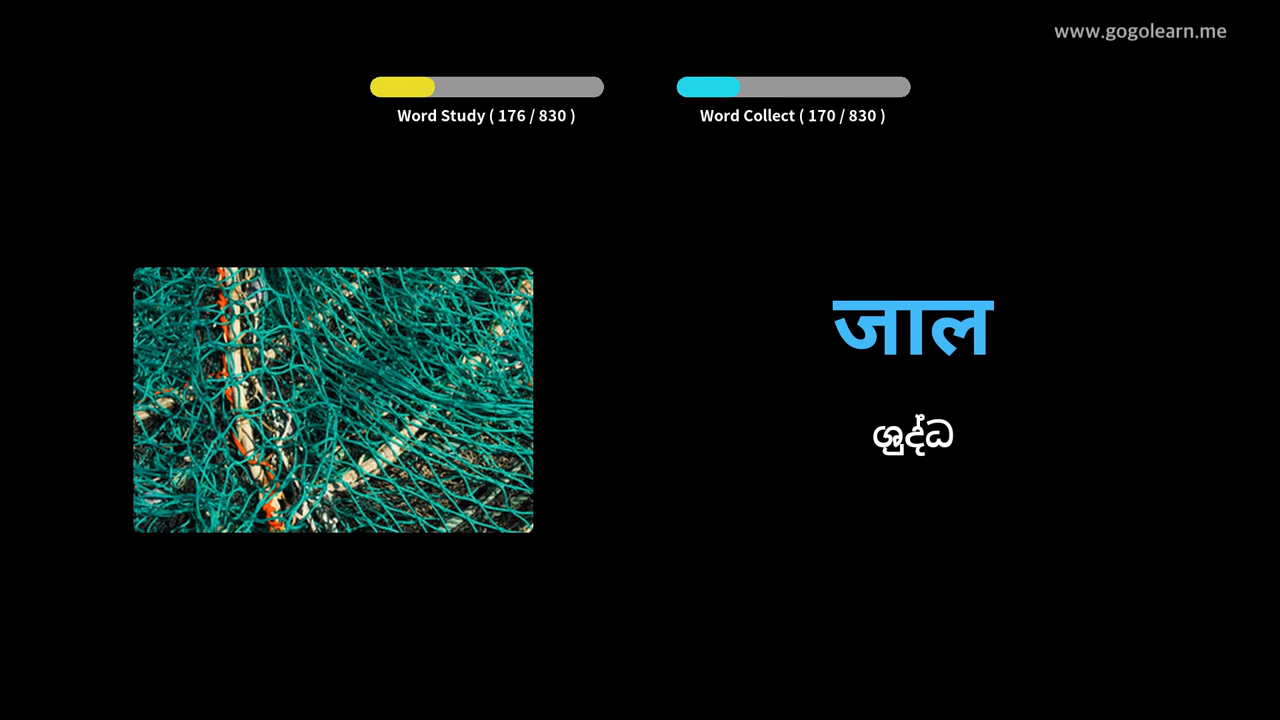 www.gogolearn.me
Word Study ( 176 / 830 )
Word Collect ( 170 / 830 )
जाल
ශුද්ධ